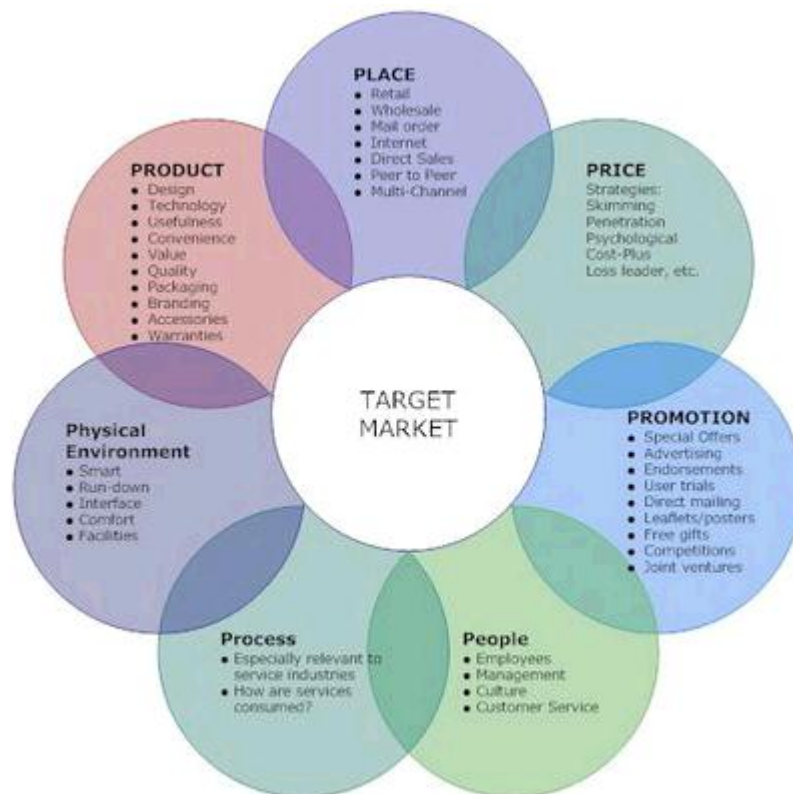 PLACE
● Retail
● Wholesale
● Mail order
● Internet
● Direct Sales
● Peer to Peer
● Multi-Channel
PRODUCT
● Design
● Technology
● Usefulness
● Convenience
● Value
● Quality
● Packaging
● Branding
● Accessories
● Warranties
PRICE
Strategies:
Skimming
Penetration
Psychological
Cost-Plus
Loss leader, etc.
TARGET
MARKET
Physical
Environment
● Smart
● Run-down
● Interface
● Comfort
● Facilities
PROMOTION
● Special Offers
● Advertising
● Endorsements
● User trials
● Direct mailing
● Leaflets/posters
● Free gifts
● Competitions
● Joint ventures
Process
● Especially relevant to
service industries
● How are services
consumed?
People
● Employees
● Management
● Culture
● Customer Service